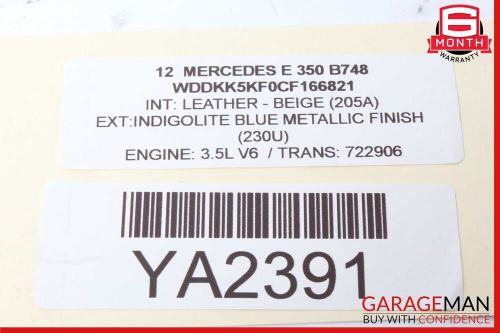 6
MONTH
WARRANTY
12 MERCEDES E 350 B748
WDDKK5KF0CF166821
INT: LEATHER - BEIGE (205A)
EXT:INDIGOLITE BLUE METALLIC FINISH
(230U)
ENGINE: 3.5L V6 / TRANS: 722906
YA2391
GARAGEMAN
BUY WITH CONFIDENCE